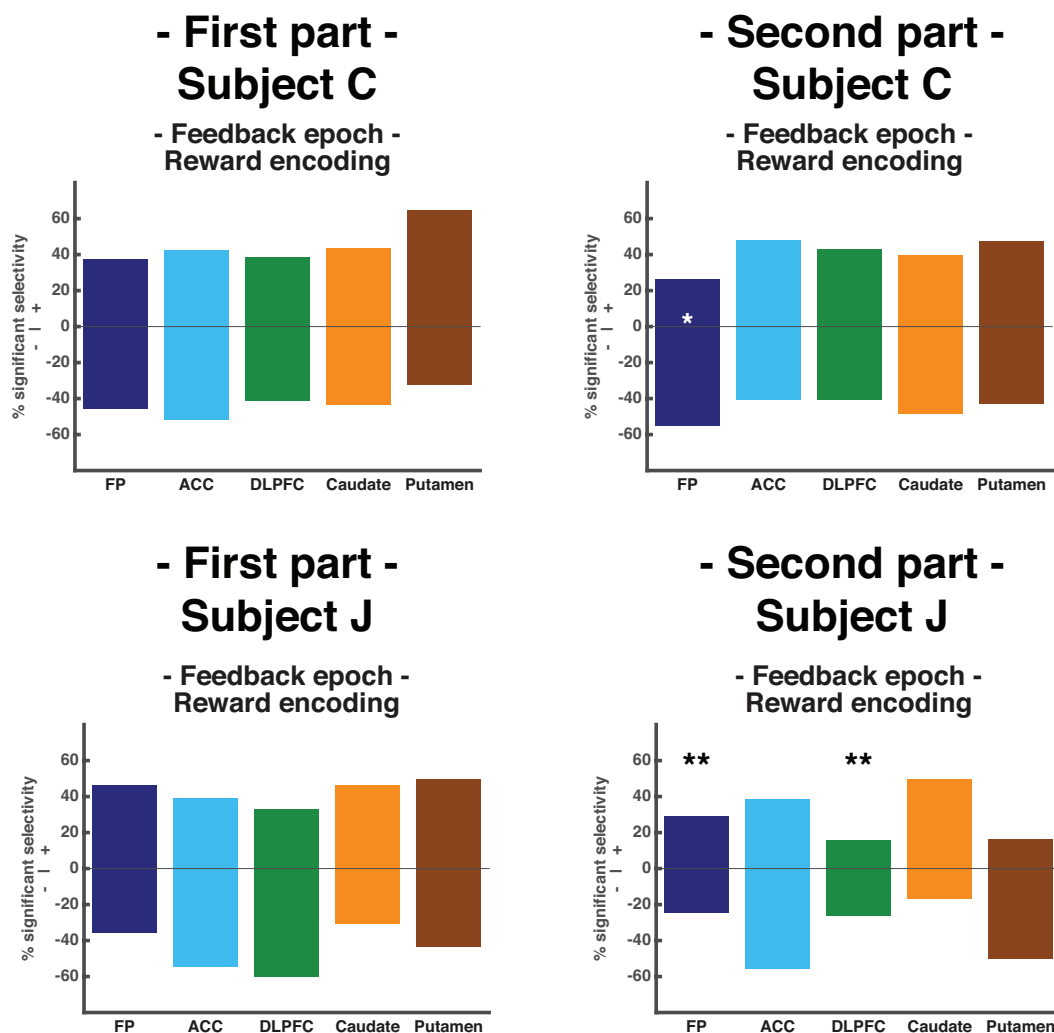 - First part -
Subject C
- Feedback epoch -
Reward encoding
% significant selectivity
- | +
60
40
20
0
-20
-40
-60
FP ACC DLPFC Caudate Putamen
- Second part -
Subject C
- Feedback epoch -
Reward encoding
% significant selectivity
- | +
60
40
20
0
-20
-40
-60
*
FP ACC DLPFC Caudate Putamen
- First part -
Subject J
- Feedback epoch -
Reward encoding
% significant selectivity
- | +
60
40
20
0
-20
-40
-60
FP ACC DLPFC Caudate Putamen
- Second part -
Subject J
- Feedback epoch -
Reward encoding
% significant selectivity
- | +
60
40
20
0
-20
-40
-60
** **
FP ACC DLPFC Caudate Putamen